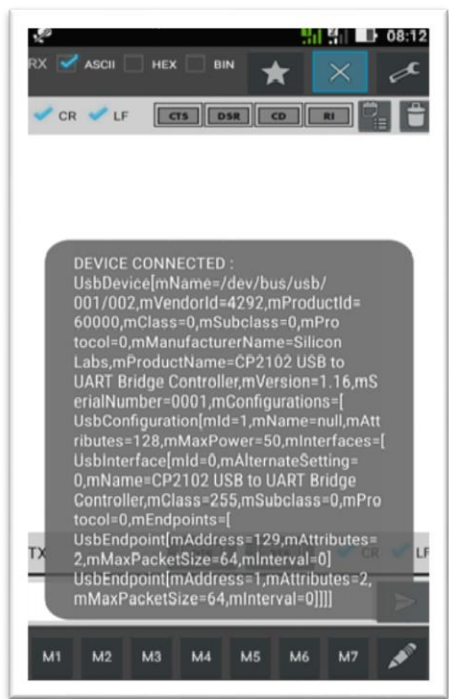 08:12
RX ASCII HEX BIN
CR LF CTS DSR CD RI
DEVICE CONNECTED :
UsbDevice[mName=/dev/bus/usb/
001/002,mVendorId=4292,mProductId=
60000,mClass=0,mSubclass=0,mPro
tocol=0,mManufacturerName=Silicon
Labs,mProductName=CP2102 USB to
UART Bridge Controller,mVersion=1.16,mS
erialNumber=0001,mConfigurations=[
UsbConfiguration[mId=1,mName=null,mAtt
ributes=128,mMaxPower=50,mInterfaces=[
UsbInterface[mId=0,mAlternateSetting=
0,mName=CP2102 USB to UART Bridge
Controller,mClass=255,mSubclass=0,mPro
tocol=0,mEndpoints=[
UsbEndpoint[mAddress=129,mAttributes=
2,mMaxPacketSize=64,mInterval=0]
UsbEndpoint[mAddress=1,mAttributes=2,
mMaxPacketSize=64,mInterval=0]]]]
TX CR LF
M1 M2 M3 M4 M5 M6 M7